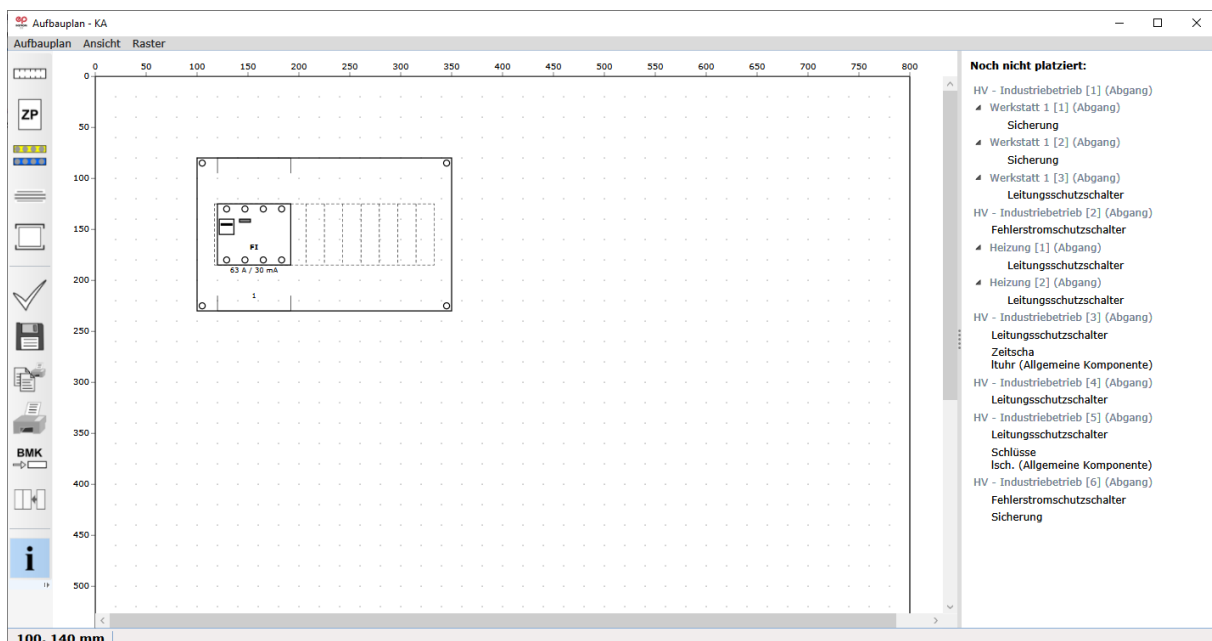 Aufbauplan - KA
Aufbauplan Ansicht Raster
0 50 100 150 200 250 300 350 400 450 500 550 600 650 700 750 800
0
50
100
150
200
250
300
350
400
450
500
ZP
BMK
i
FI
63 A / 30 mA
1
Noch nicht platziert:
HV - Industriebetrieb [1] (Abgang)
Werkstatt 1 [1] (Abgang)
Sicherung
Werkstatt 1 [2] (Abgang)
Sicherung
Werkstatt 1 [3] (Abgang)
Leitungsschutzschalter
HV - Industriebetrieb [2] (Abgang)
Fehlerstromschutzschalter
Heizung [1] (Abgang)
Leitungsschutzschalter
Heizung [2] (Abgang)
Leitungsschutzschalter
HV - Industriebetrieb [3] (Abgang)
Leitungsschutzschalter
Zeitscha
ltuhr (Allgemeine Komponente)
HV - Industriebetrieb [4] (Abgang)
Leitungsschutzschalter
HV - Industriebetrieb [5] (Abgang)
Leitungsschutzschalter
Schlüsse
lsch. (Allgemeine Komponente)
HV - Industriebetrieb [6] (Abgang)
Fehlerstromschutzschalter
Sicherung
100, 140 mm